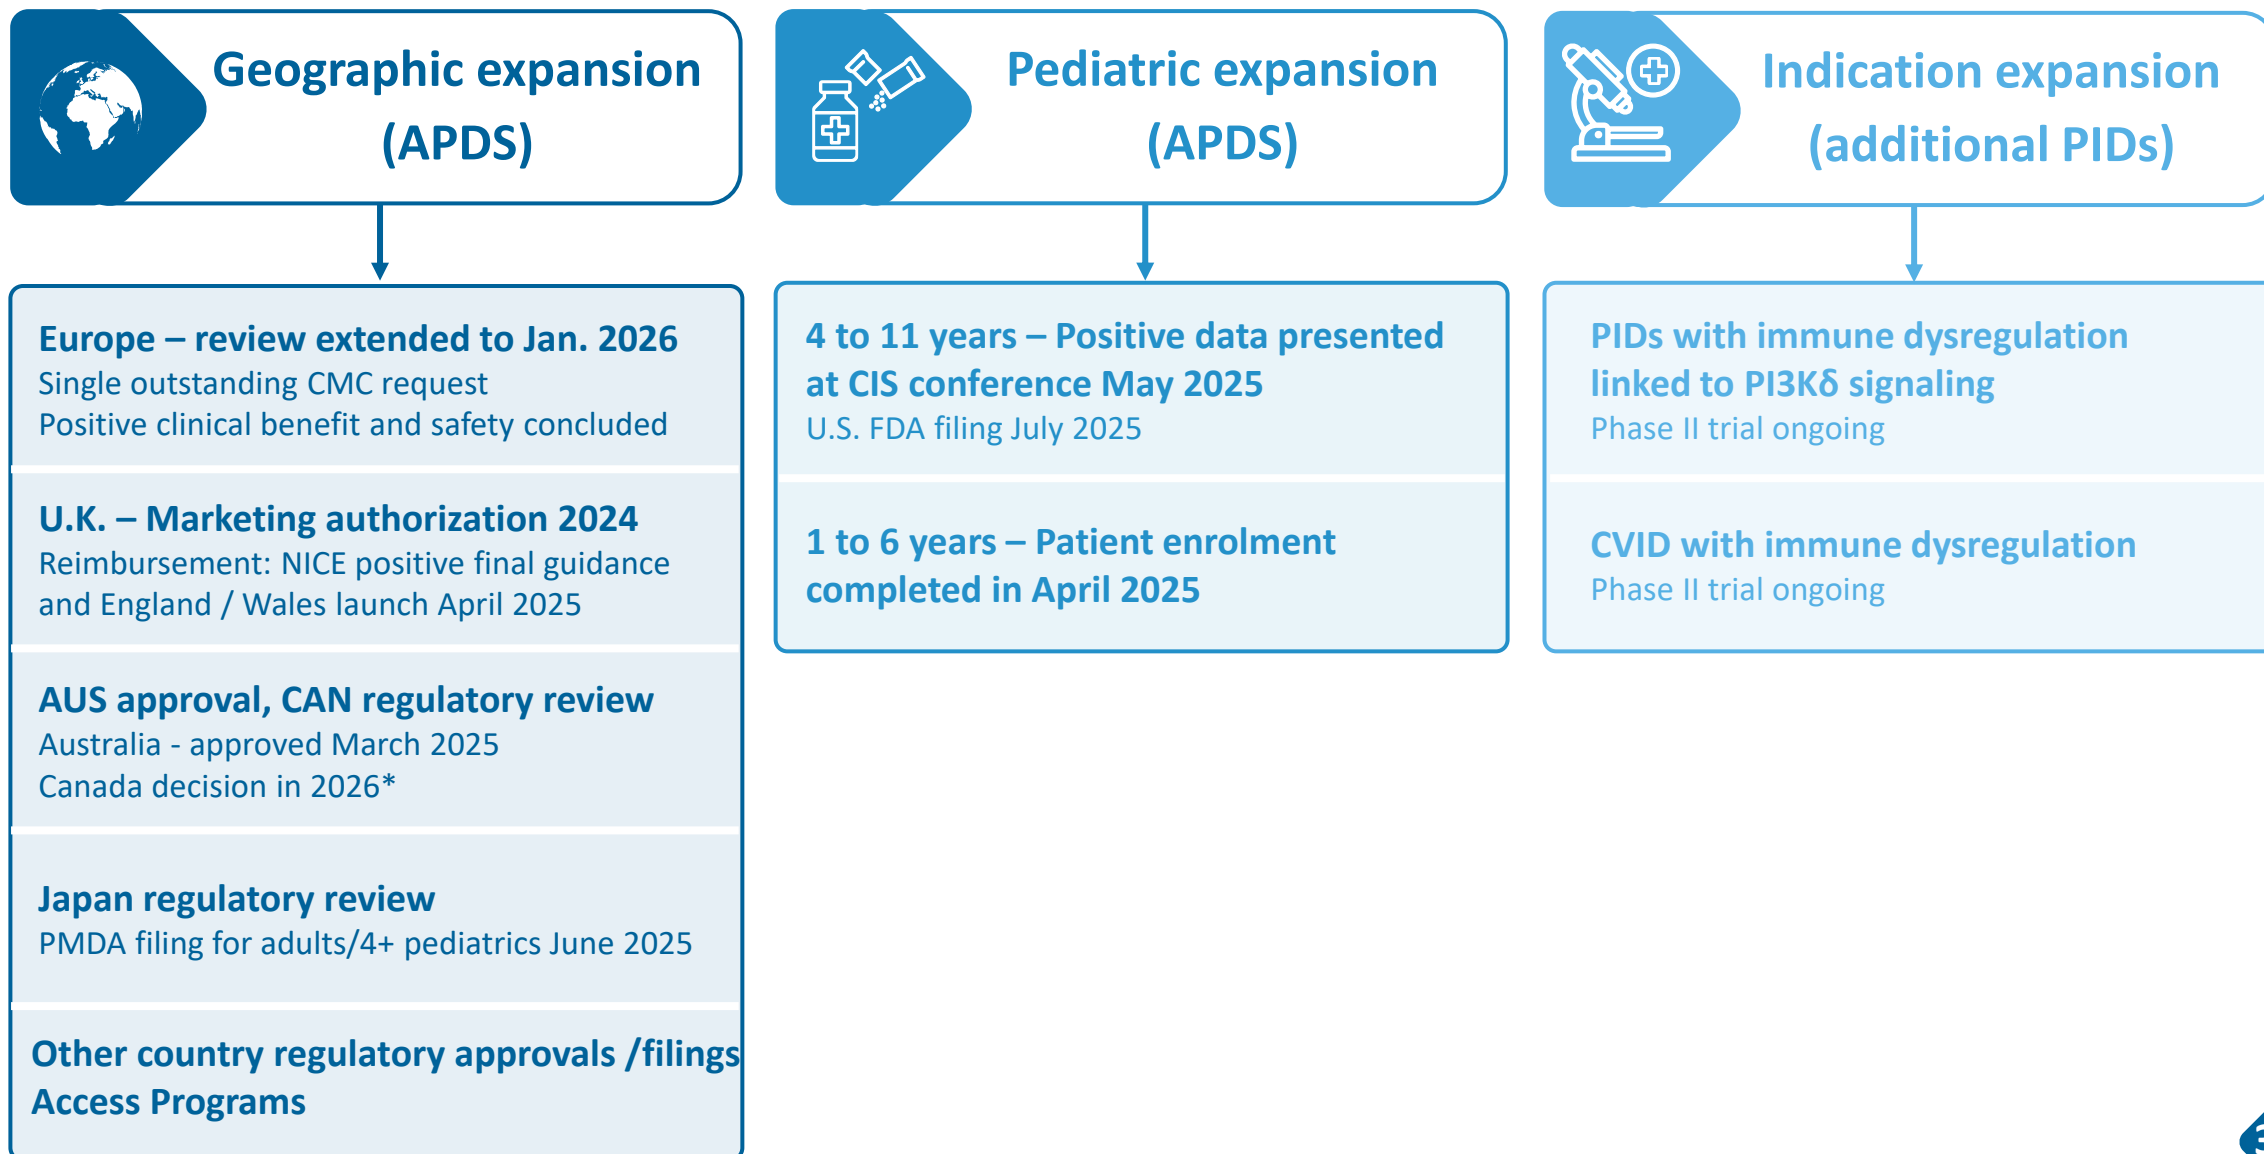 Geographic expansion
(APDS)
Europe – review extended to Jan. 2026
Single outstanding CMC request
Positive clinical benefit and safety concluded
U.K. – Marketing authorization 2024
Reimbursement: NICE positive final guidance
and England / Wales launch April 2025
AUS approval, CAN regulatory review
Australia - approved March 2025
Canada decision in 2026*
Japan regulatory review
PMDA filing for adults/4+ pediatrics June 2025
Other country regulatory approvals /filings
Access Programs
Pediatric expansion
(APDS)
4 to 11 years – Positive data presented
at CIS conference May 2025
U.S. FDA filing July 2025
1 to 6 years – Patient enrolment
completed in April 2025
Indication expansion
(additional PIDs)
PIDs with immune dysregulation
linked to PI3Kδ signaling
Phase II trial ongoing
CVID with immune dysregulation
Phase II trial ongoing